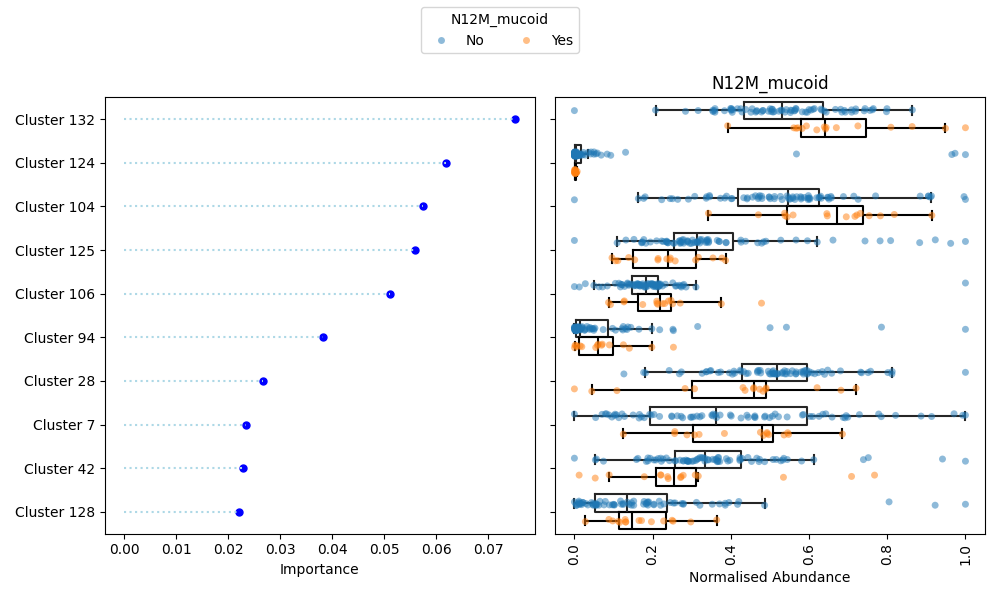 N12M_mucoid
No Yes
N12M_mucoid
Cluster 132
Cluster 124
Cluster 104
Cluster 125
Cluster 106
Cluster 94
Cluster 28
Cluster 7
Cluster 42
Cluster 128
0.00 0.01 0.02 0.03 0.04 0.05 0.06 0.07
Importance
0.0 0.2 0.4 0.6 0.8 1.0
Normalised Abundance